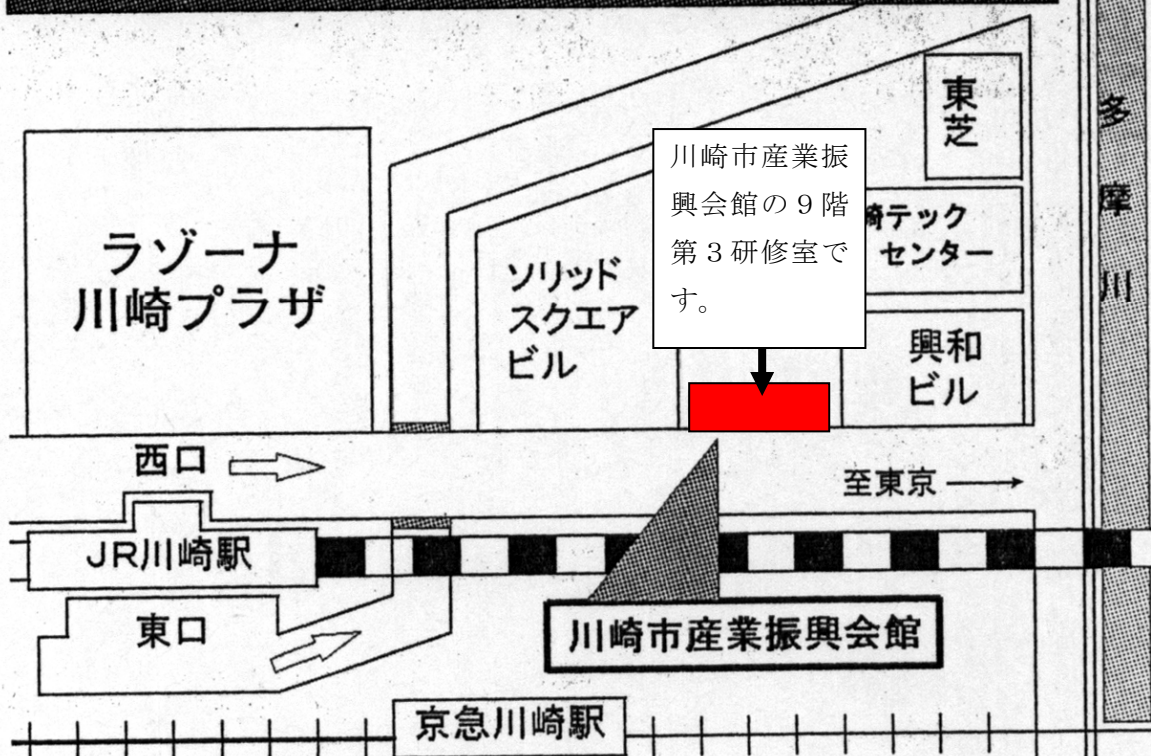 東
芝
多
摩
川
川崎市産業振
興会館の9階
第3研修室で
す。
崎テック
センター
ラゾーナ
川崎プラザ
ソリッド
スクエア
ビル
興和
ビル
西口
至東京
JR川崎駅
東口
川崎市産業振興会館
京急川崎駅